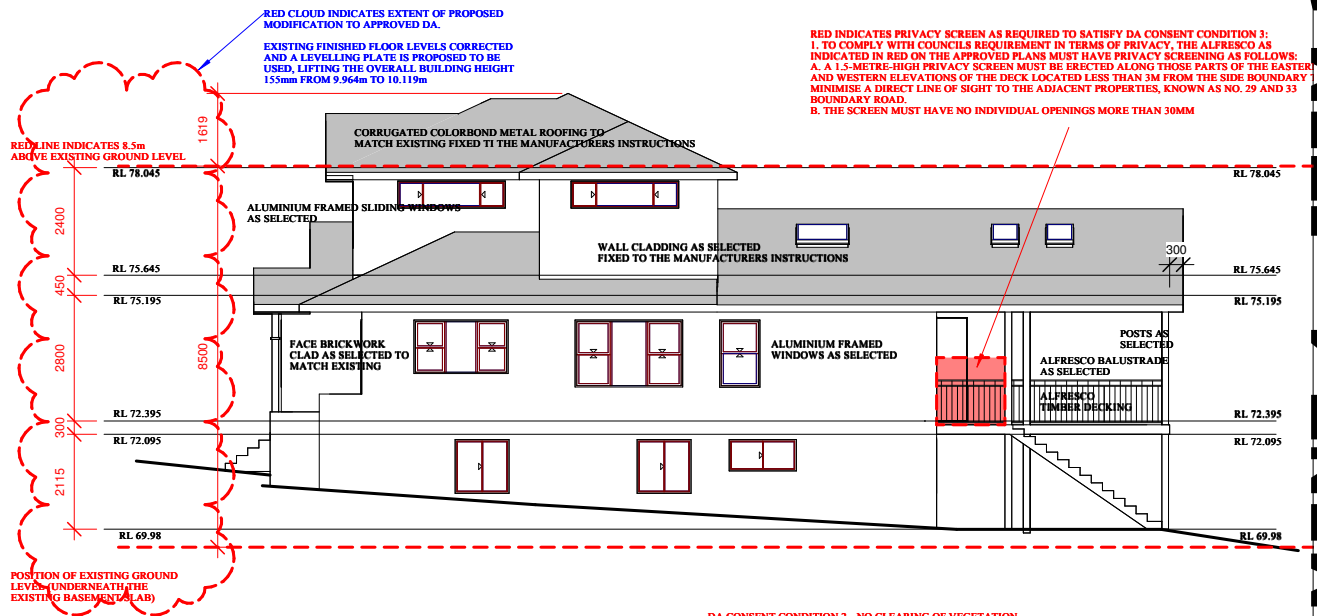 RED CLOUD INDICATES EXTENT OF PROPOSED
MODIFICATION TO APPROVED DA.
EXISTING FINISHED FLOOR LEVELS CORRECTED
AND A LEVELLING PLATE IS PROPOSED TO BE
USED, LIFTING THE OVERALL BUILDING HEIGHT
155mm FROM 9.964m TO 10.119m
RED INDICATES PRIVACY SCREEN AS REQUIRED TO SATISFY DA CONSENT CONDITION 3:
1. TO COMPLY WITH COUNCILS REQUIREMENT IN TERMS OF PRIVACY, THE ALFRESCO AS
INDICATED IN RED ON THE APPROVED PLANS MUST HAVE PRIVACY SCREENING AS FOLLOWS:
A. A 1.5-METRE-HIGH PRIVACY SCREEN MUST BE ERECTED ALONG THOSE PARTS OF THE EASTER
AND WESTERN ELEVATIONS OF THE DECK LOCATED LESS THAN 3M FROM THE SIDE BOUNDARY T
MINIMISE A DIRECT LINE OF SIGHT TO THE ADJACENT PROPERTIES, KNOWN AS NO. 29 AND 33
BOUNDARY ROAD.
B. THE SCREEN MUST HAVE NO INDIVIDUAL OPENINGS MORE THAN 30MM
1619
CORRUGATED COLORBOND METAL ROOFING TO
MATCH EXISTING FIXED TI THE MANUFACTURERS INSTRUCTIONS
RED LINE INDICATES 8.5m
ABOVE EXISTING GROUND LEVEL
RL 78.045
RL 78.045
ALUMINIUM FRAMED SLIDING WINDOWS
AS SELECTED
2400
WALL CLADDING AS SELECTED
FIXED TO THE MANUFACTURERS INSTRUCTIONS
300
RL 75.645
RL 75.645
450
RL 75.195
RL 75.195
FACE BRICKWORK
CLAD AS SELECTED TO
MATCH EXISTING
ALUMINIUM FRAMED
WINDOWS AS SELECTED
POSTS AS
SELECTED
ALFRESCO BALUSTRADE
AS SELECTED
2800
8500
ALFRESCO
TIMBER DECKING
RL 72.395
RL 72.395
300
RL 72.095
RL 72.095
2115
RL 69.98
RL 69.98
POSITION OF EXISTING GROUND
LEVEL (UNDERNEATH THE
EXISTING BASEMENT SLAB)
DA CONSENT CONDITION 2 - NO CLEARING OF VEGETATION